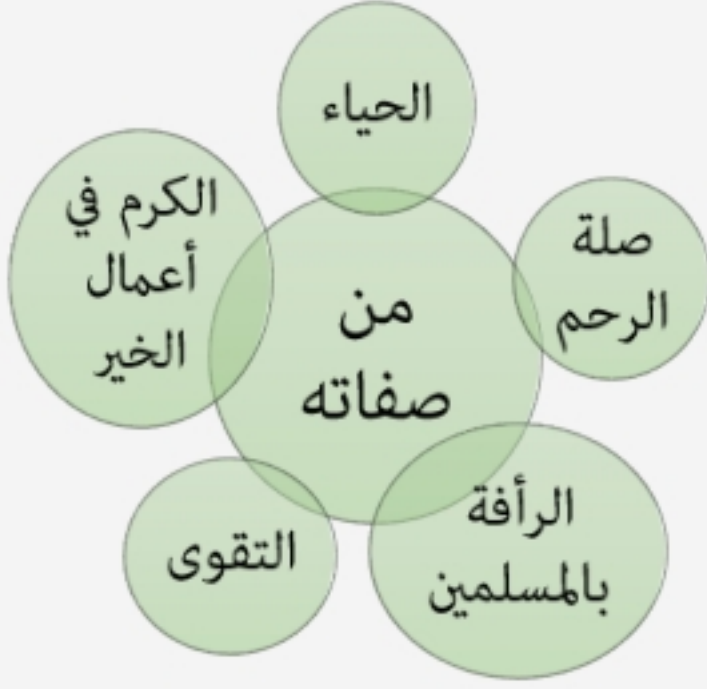 الحياء
صلة
الرحم
من
صفاته
الكرم في
أعمال
الخير
الرأفة
بالمسلمين
التقوى